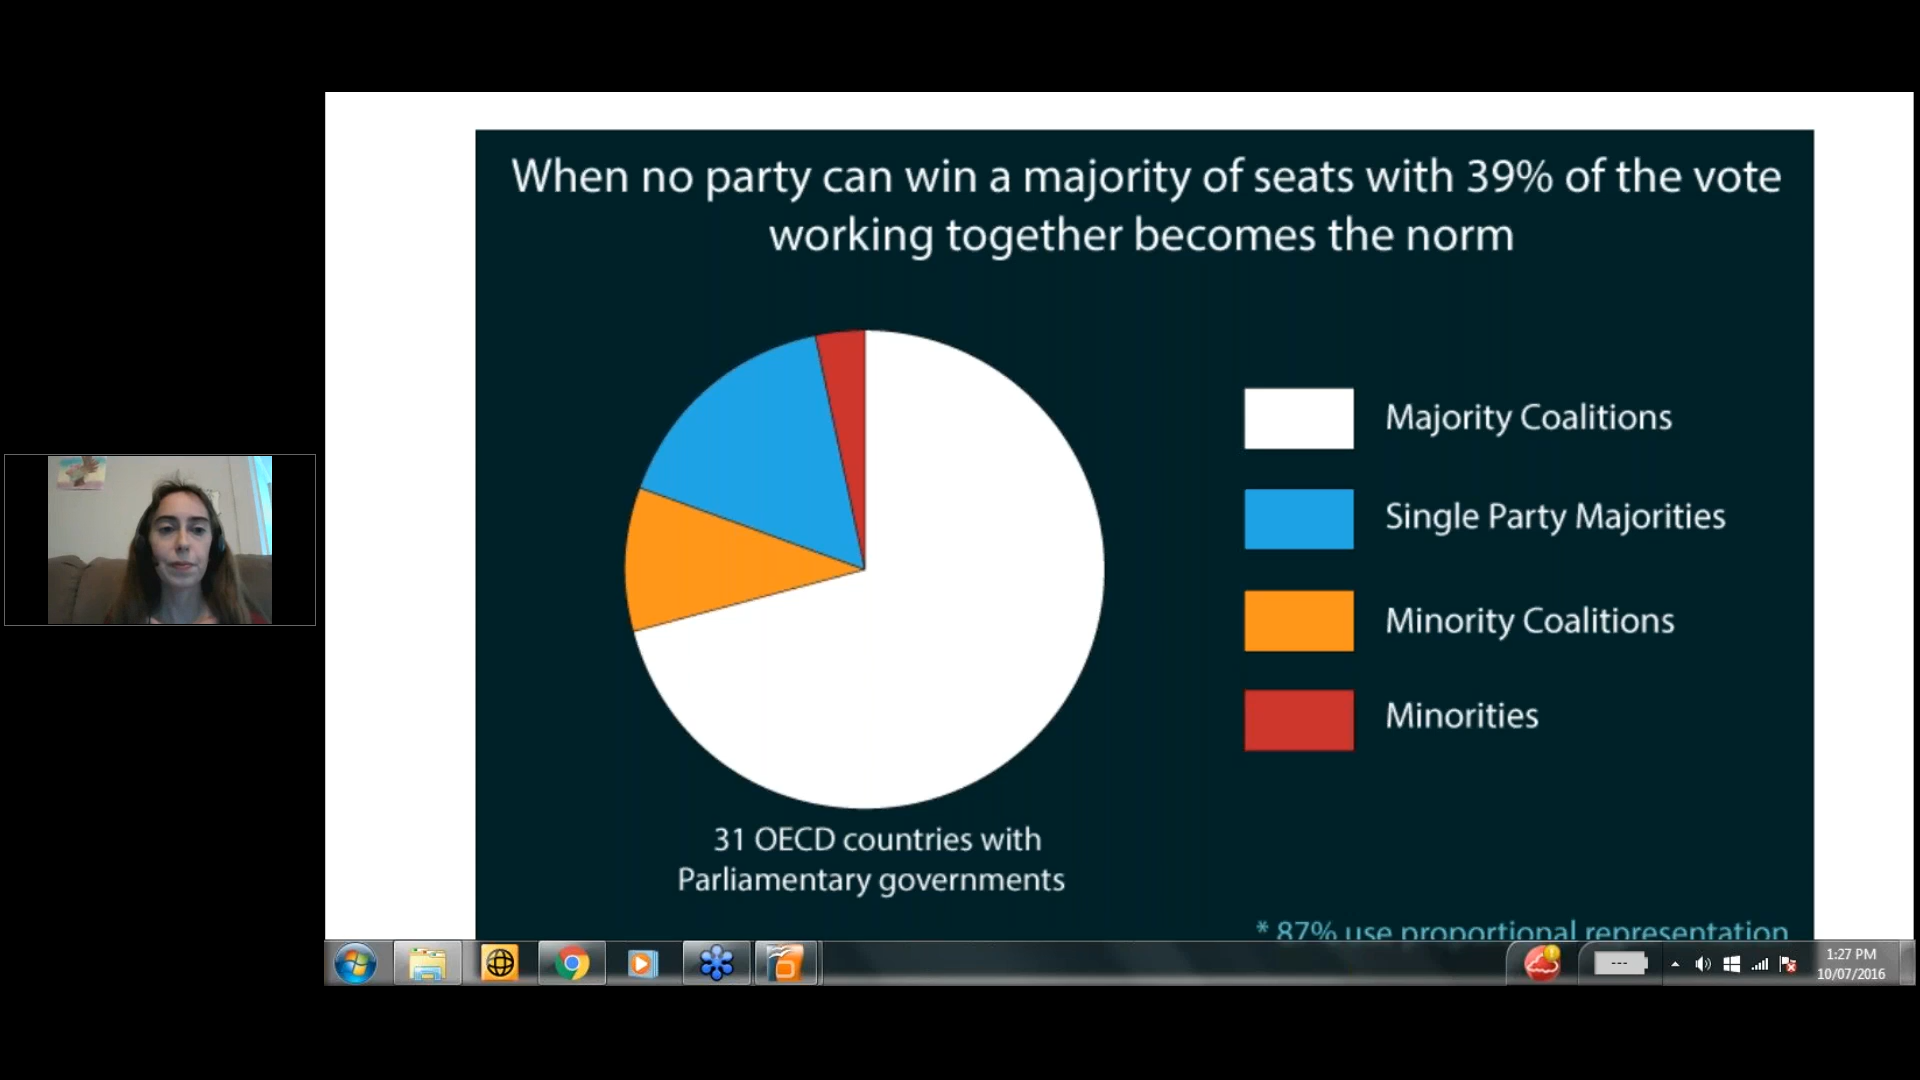 When no party can win a majority of seats with 39% of the vote
working together becomes the norm
Majority Coalitions
Single Party Majorities
Minority Coalitions
Minorities
31 OECD countries with
Parliamentary governments
* 87% use proportional representation
---
1:27 PM
10/07/2016